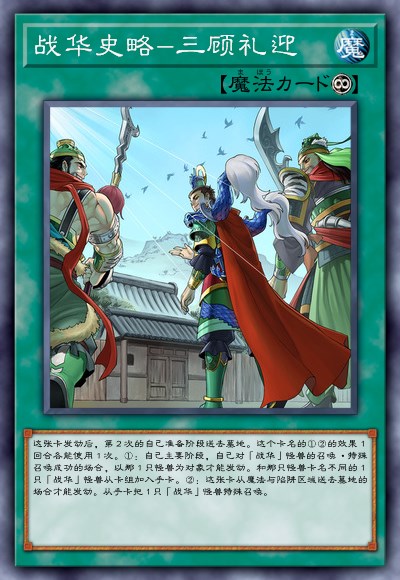 战华史略-三顾礼迎
魔
【魔法カード】
まほう
这张卡发动后，第2次的自己准备阶段送去墓地。这个卡名的①②的效果1
回合各能使用1次。①：自己主要阶段，自己对「战华」怪兽的召唤·特殊
召唤成功的场合，以那1只怪兽为对象才能发动。和那只怪兽卡名不同的1
只「战华」怪兽从卡组加入手卡。②：这张卡从魔法与陷阱区域送去墓地的
场合才能发动。从手卡把1只「战华」怪兽特殊召唤。